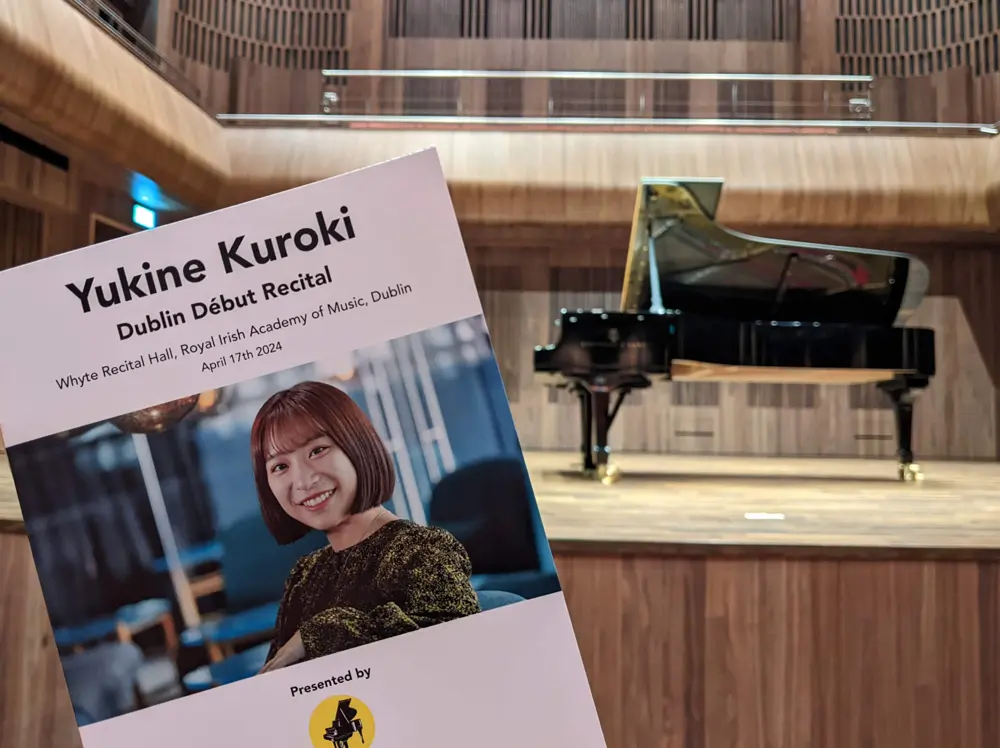 Yukine Kuroki
Dublin Début Recital
Whyte Recital Hall, Royal Irish Academy of Music, Dublin
April 17th 2024
Presented by